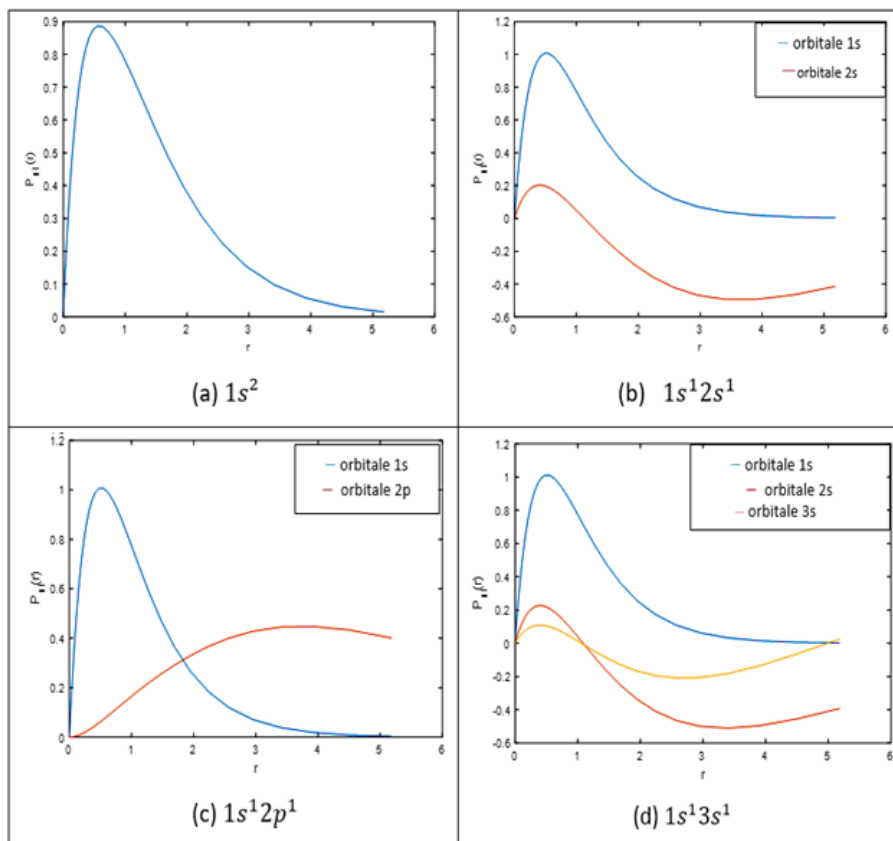 0.9
0.8
0.7
0.6
0.5
0.4
0.3
0.2
0.1
0
0 1 2 3 4 5 6
r
(a) 1s²
1.2
1
0.8
0.6
0.4
0.2
0
-0.2
-0.4
-0.6
0 1 2 3 4 5 6
r
orbitale 1s
orbitale 2s
(b) 1s¹2s¹
1.2
1
0.8
0.6
0.4
0.2
0
0 1 2 3 4 5 6
r
orbitale 1s
orbitale 2p
(c) 1s¹2p¹
1.2
1
0.8
0.6
0.4
0.2
0
-0.2
-0.4
-0.6
0 1 2 3 4 5 6
r
orbitale 1s
orbitale 2s
orbitale 3s
(d) 1s¹3s¹